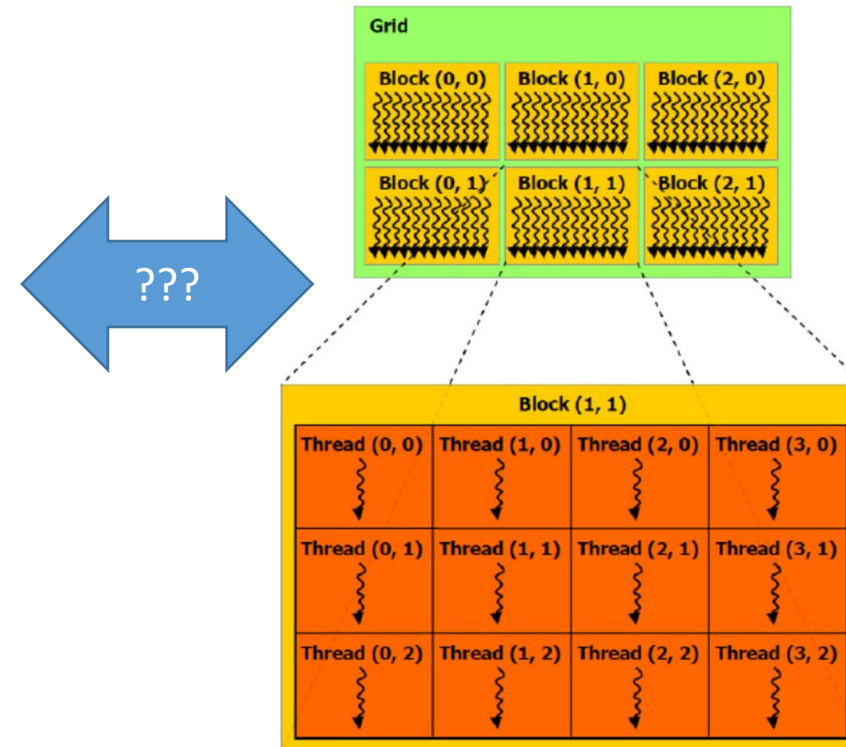 Grid
Block (0, 0) Block (1, 0) Block (2, 0)
Block (0, 1) Block (1, 1) Block (2, 1)
???
Block (1, 1)
Thread (0, 0) Thread (1, 0) Thread (2, 0) Thread (3, 0)
Thread (0, 1) Thread (1, 1) Thread (2, 1) Thread (3, 1)
Thread (0, 2) Thread (1, 2) Thread (2, 2) Thread (3, 2)